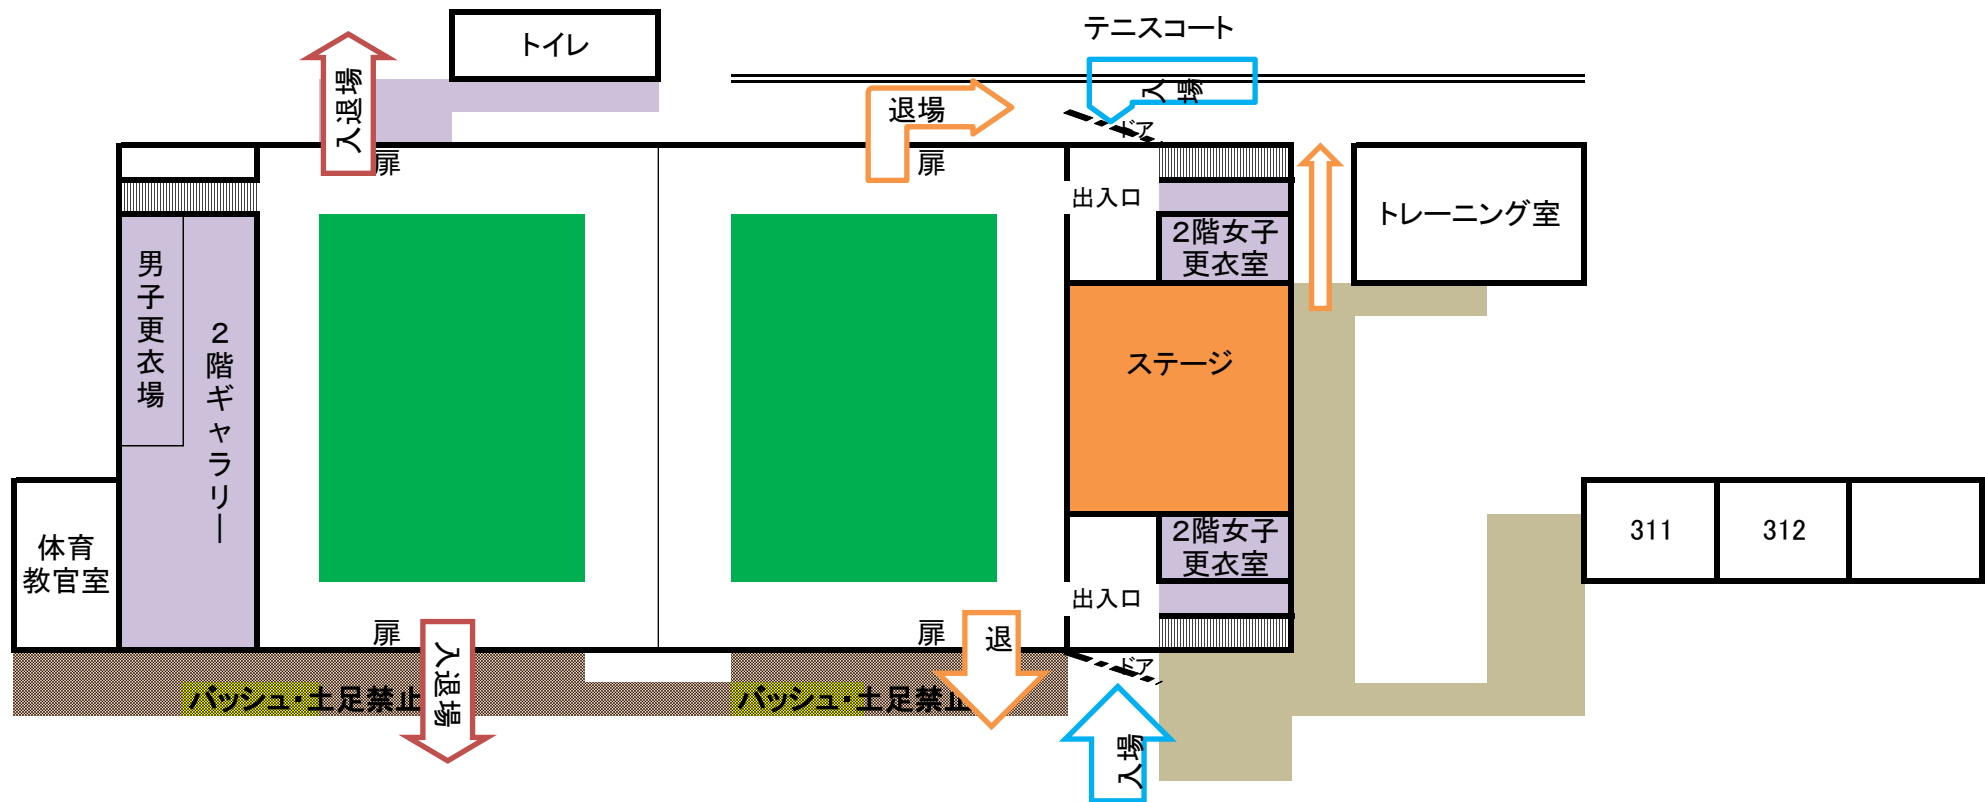 テニスコート
トイレ
入退場
入場
退場
ドア
扉
扉
出入口
トレーニング室
2階女子
更衣室
男子更衣場
2階ギャラリー
ステージ
体育
教官室
2階女子
更衣室
311
312
出入口
扉
扉
退
入退場
ドア
バッシュ・土足禁止
バッシュ・土足禁止
入場